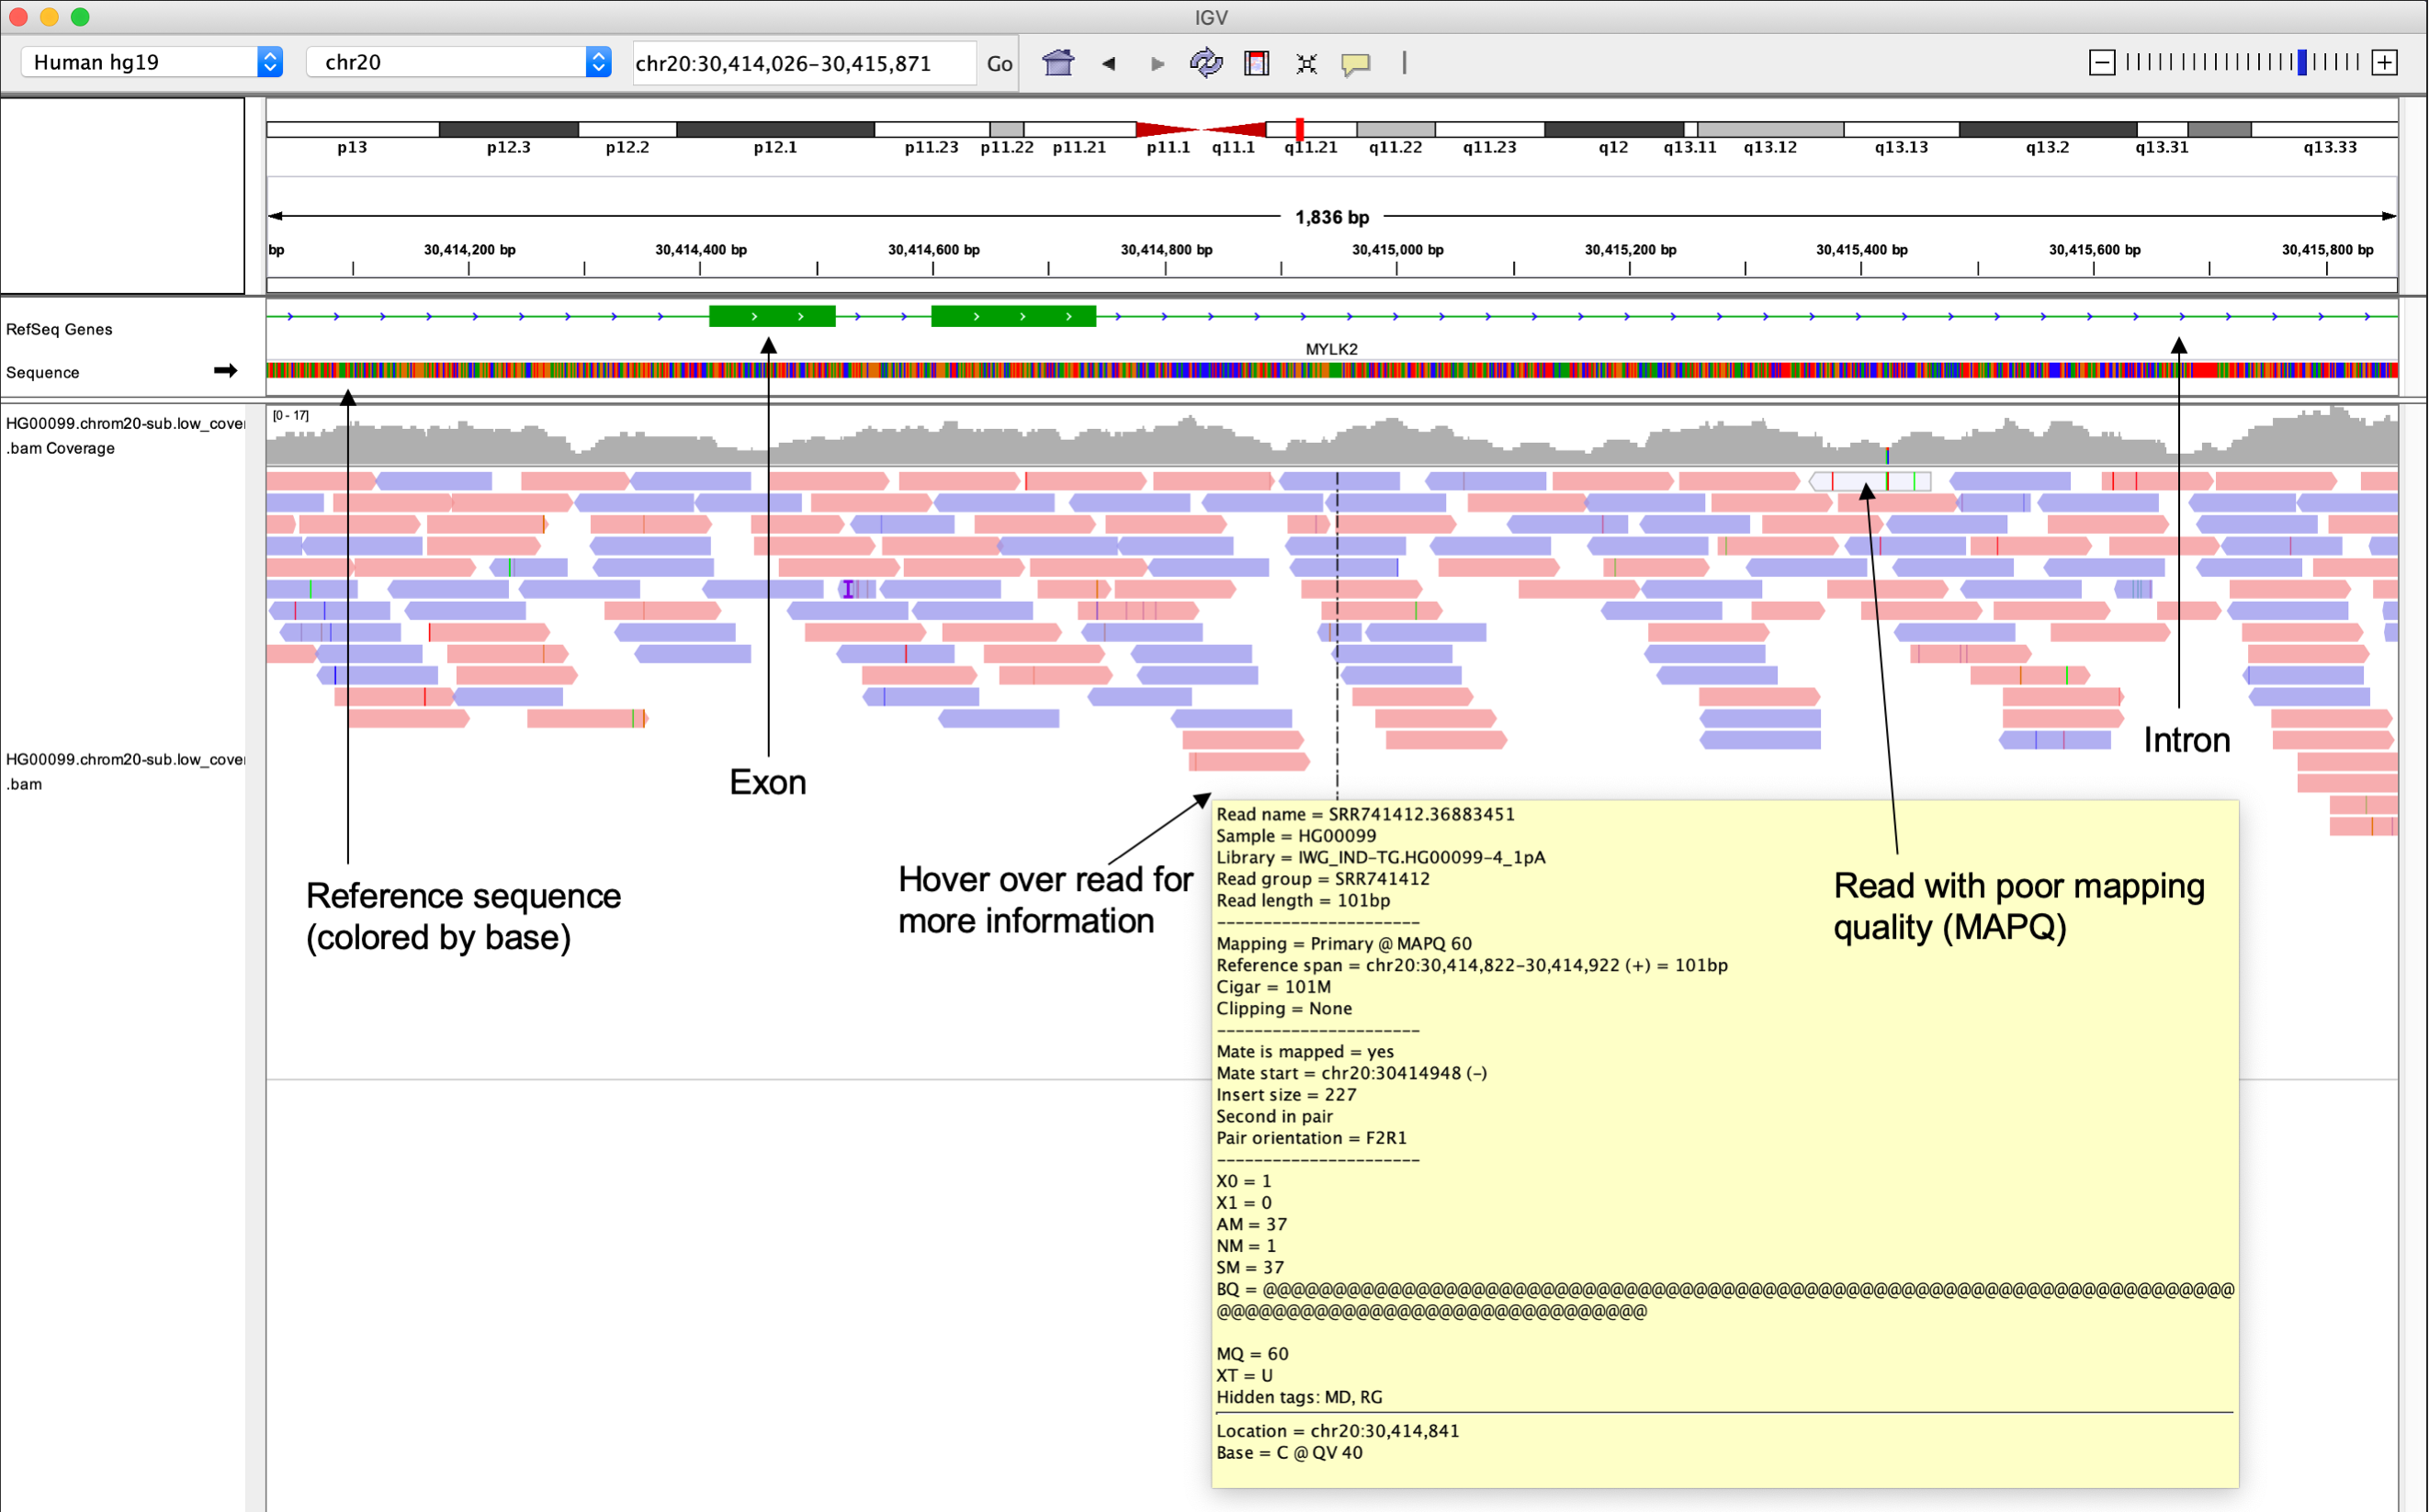 IGV
Human hg19 chr20 chr20:30,414,026-30,415,871 Go
p13 p12.3 p12.2 p12.1 p11.23 p11.22 p11.21 p11.1 q11.1 q11.21 q11.22 q11.23 q12 q13.11 q13.12 q13.13 q13.2 q13.31 q13.33
1,836 bp
bp 30,414,200 bp 30,414,400 bp 30,414,600 bp 30,414,800 bp 30,415,000 bp 30,415,200 bp 30,415,400 bp 30,415,600 bp 30,415,800 bp
RefSeq Genes
MYLK2
Sequence
[0 - 17]
HG00099.chrom20-sub.low_cover
.bam Coverage
HG00099.chrom20-sub.low_cover
.bam
Exon
Intron
Reference sequence
(colored by base)
Hover over read for
more information
Read with poor mapping
quality (MAPQ)
Read name = SRR741412.36883451
Sample = HG00099
Library = IWG_IND-TG.HG00099-4_1pA
Read group = SRR741412
Read length = 101bp
----------------------
Mapping = Primary @ MAPQ 60
Reference span = chr20:30,414,822-30,414,922 (+) = 101bp
Cigar = 101M
Clipping = None
----------------------
Mate is mapped = yes
Mate start = chr20:30414948 (-)
Insert size = 227
Second in pair
Pair orientation = F2R1
----------------------
X0 = 1
X1 = 0
AM = 37
NM = 1
SM = 37
BQ = @@@@@@@@@@@@@@@@@@@@@@@@@@@@@@@@@@@@@@@@@@@@@@@@@@@@@@@@@@@@@@@@@@@@@@
@@@@@@@@@@@@@@@@@@@@@@@@@@@@@@@
MQ = 60
XT = U
Hidden tags: MD, RG
Location = chr20:30,414,841
Base = C @ QV 40